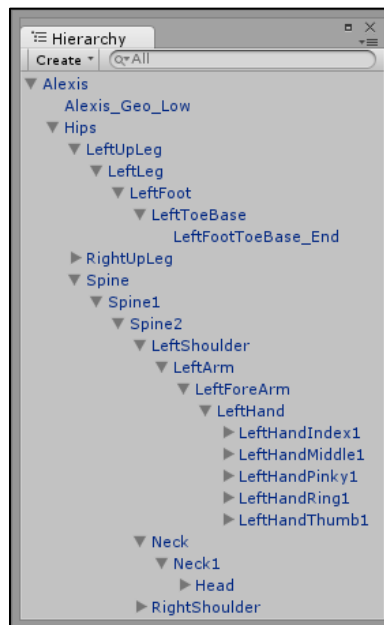 Hierarchy
Create All
Alexis
Alexis_Geo_Low
Hips
LeftUpLeg
LeftLeg
LeftFoot
LeftToeBase
LeftFootToeBase_End
RightUpLeg
Spine
Spine1
Spine2
LeftShoulder
LeftArm
LeftForeArm
LeftHand
LeftHandIndex1
LeftHandMiddle1
LeftHandPinky1
LeftHandRing1
LeftHandThumb1
Neck
Neck1
Head
RightShoulder